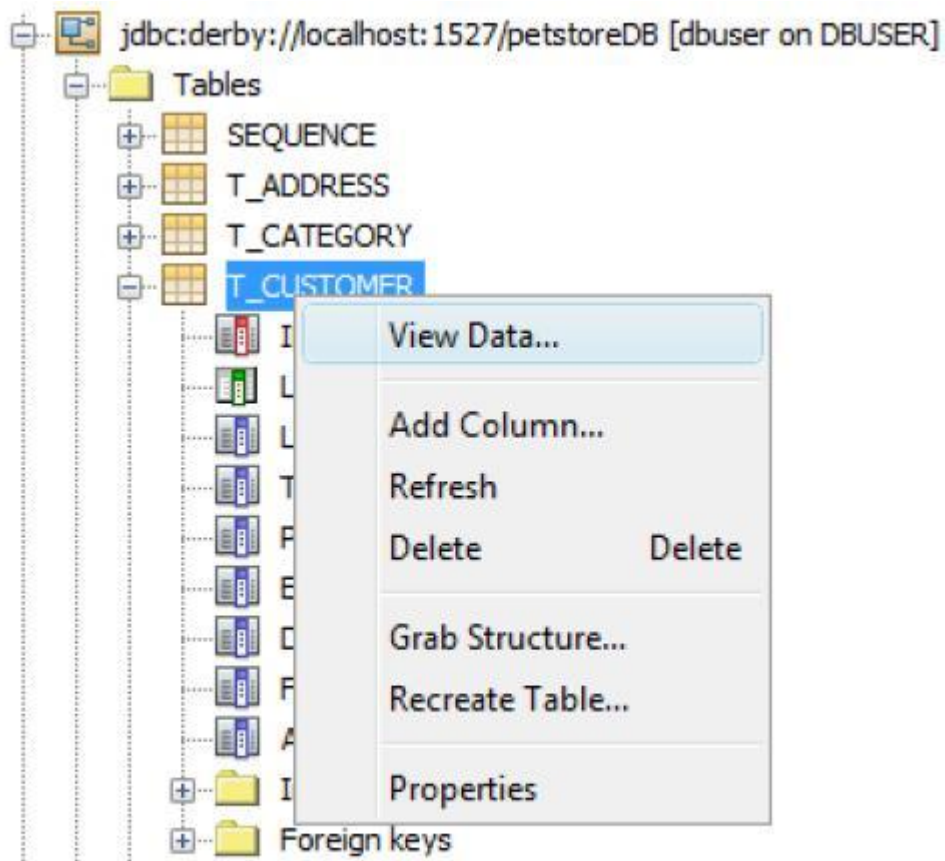 jdbc:derby://localhost:1527/petstoreDB [dbuser on DBUSER]
Tables
SEQUENCE
T_ADDRESS
T_CATEGORY
T_CUSTOMER
I
View Data...
L
L
Add Column...
T
Refresh
P
Delete Delete
E
D
Grab Structure...
F
Recreate Table...
A
I
Properties
Foreign keys